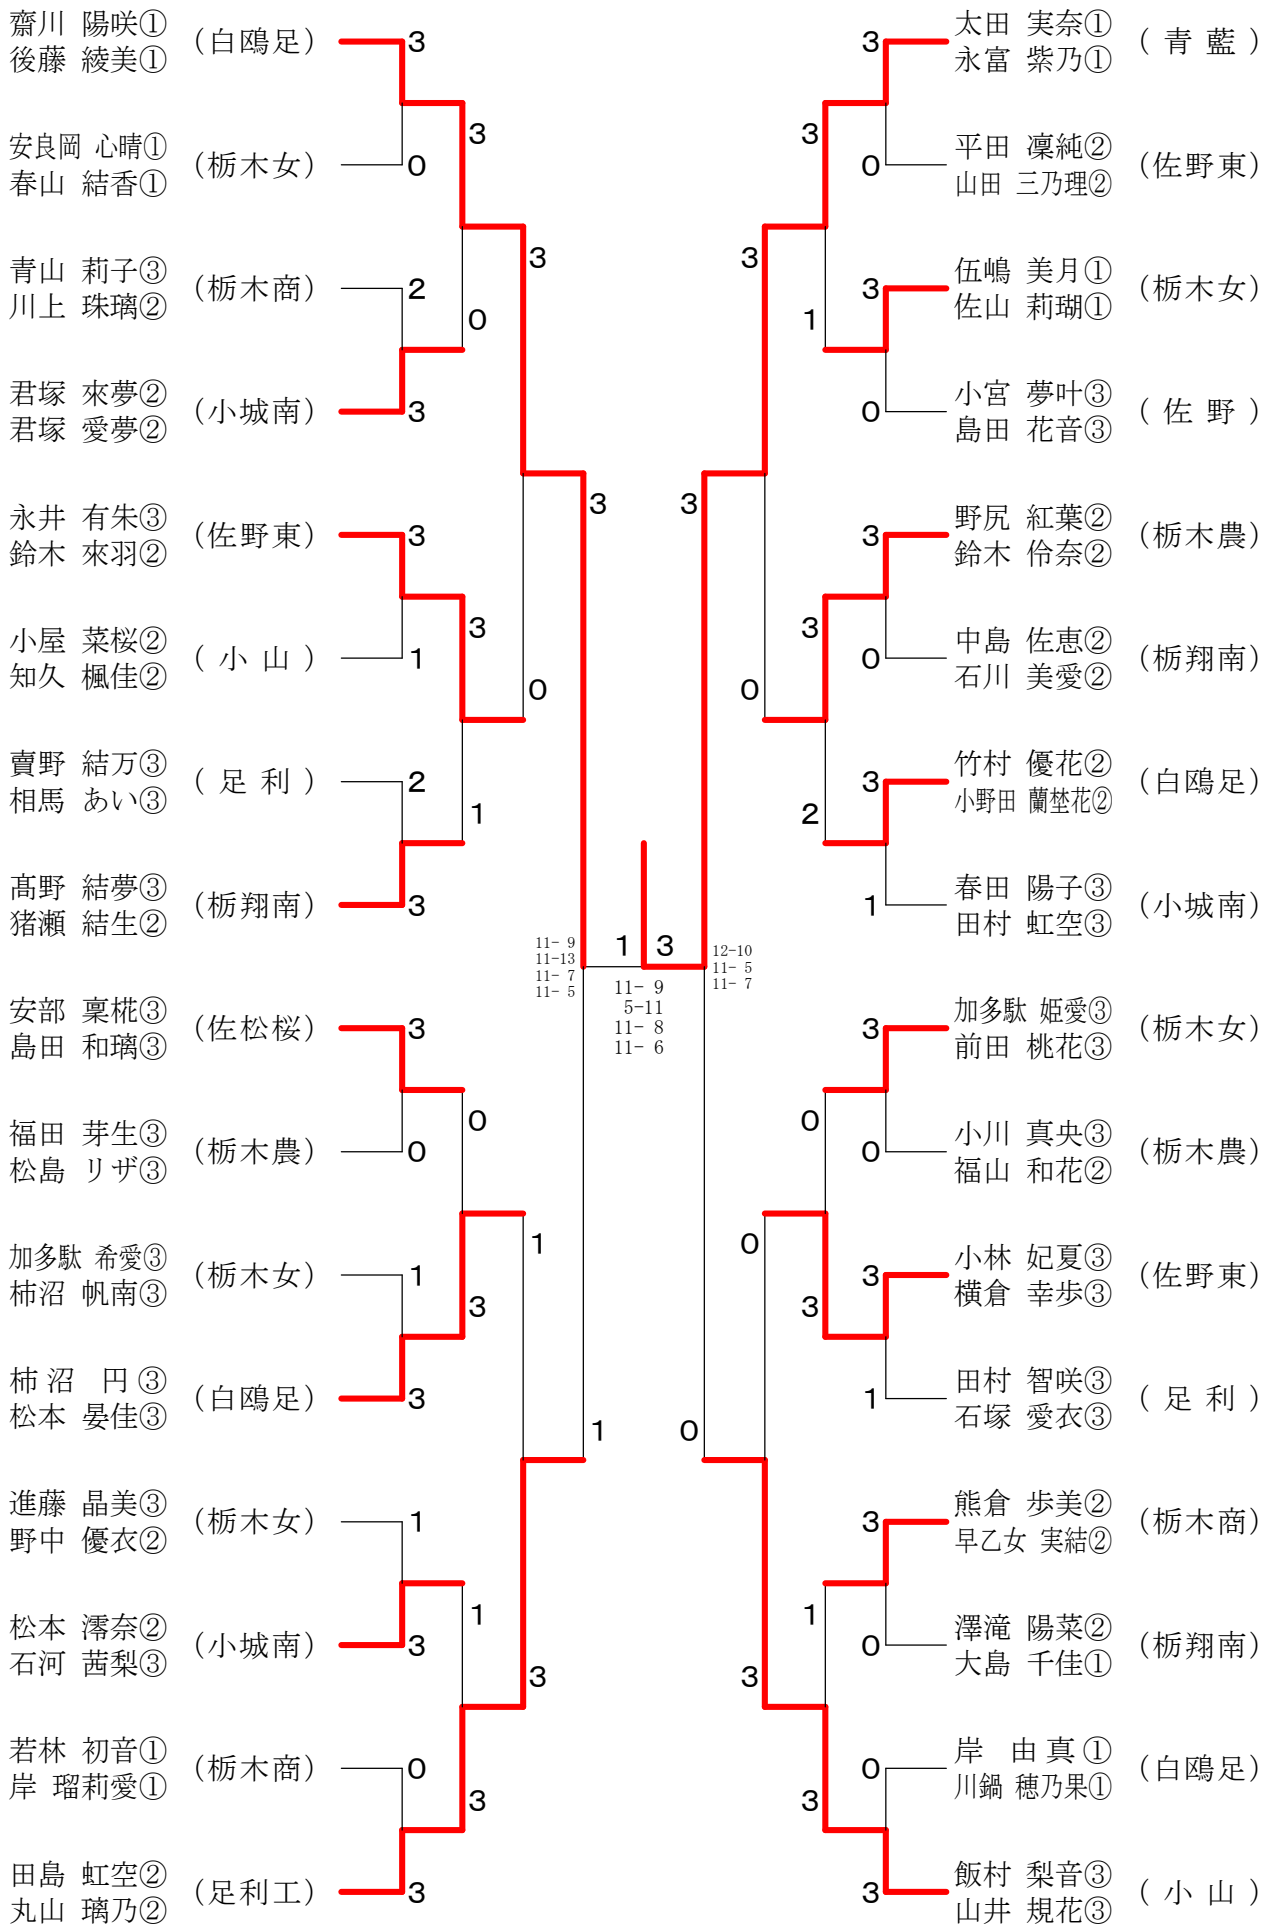 齋川 陽咲①
後藤 綾美①
(白鴎足)
3
安良岡 心晴①
春山 結香①
(栃木女)
0
3
青山 莉子③
川上 珠璃②
(栃木商)
2
君塚 來夢②
君塚 愛夢②
(小城南)
3
0
3
永井 有朱③
鈴木 來羽②
(佐野東)
3
小屋 菜桜②
知久 楓佳②
(小山)
1
3
賣野 結万③
相馬 あい③
(足利)
2
髙野 結夢③
猪瀬 結生②
(栃翔南)
3
1
0
3
安部 稟椛③
島田 和璃③
(佐松桜)
3
福田 芽生③
松島 リザ③
(栃木農)
0
0
加多駄 希愛③
柿沼 帆南③
(栃木女)
1
柿沼 円③
松本 晏佳③
(白鴎足)
3
3
1
進藤 晶美③
野中 優衣②
(栃木女)
1
松本 澪奈②
石河 茜梨③
(小城南)
3
1
若林 初音①
岸 瑠莉愛①
(栃木商)
0
田島 虹空②
丸山 璃乃②
(足利工)
3
3
3
1
11- 9
11-13
11- 7
11- 5
1 3
11- 9
5-11
11- 8
11- 6
12-10
11- 5
11- 7
太田 実奈①
永富 紫乃①
(青藍)
3
平田 凜純②
山田 三乃理②
(佐野東)
0
3
伍嶋 美月①
佐山 莉瑚①
(栃木女)
3
小宮 夢叶③
島田 花音③
(佐野)
0
1
3
野尻 紅葉②
鈴木 伶奈②
(栃木農)
3
中島 佐恵②
石川 美愛②
(栃翔南)
0
3
竹村 優花②
小野田 蘭埜花②
(白鴎足)
3
春田 陽子③
田村 虹空③
(小城南)
1
2
0
3
加多駄 姫愛③
前田 桃花③
(栃木女)
3
小川 真央③
福山 和花②
(栃木農)
0
0
小林 妃夏③
横倉 幸歩③
(佐野東)
3
田村 智咲③
石塚 愛衣③
(足利)
1
3
0
熊倉 歩美②
早乙女 実結②
(栃木商)
3
澤滝 陽菜②
大島 千佳①
(栃翔南)
0
1
岸 由真①
川鍋 穂乃果①
(白鴎足)
0
飯村 梨音③
山井 規花③
(小山)
3
3
3
0